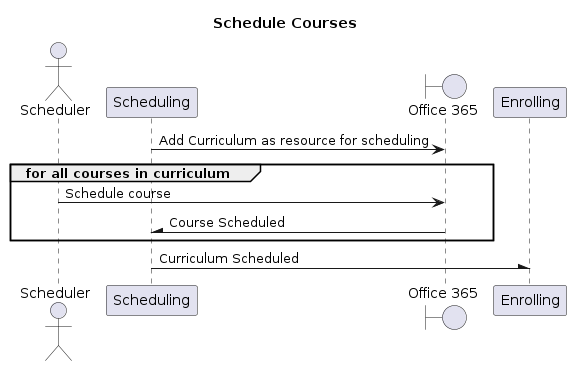 Schedule Courses
Scheduler
Scheduling
Office 365
Enrolling
Add Curriculum as resource for scheduling
for all courses in curriculum
Schedule course
Course Scheduled
Curriculum Scheduled
Scheduler
Scheduling
Office 365
Enrolling